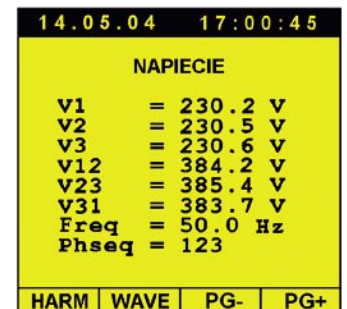 14.05.04 17:00:45
NAPIECIE
V1 = 230.2 V
V2 = 230.5 V
V3 = 230.6 V
V12 = 384.2 V
V23 = 385.4 V
V31 = 383.7 V
Freq = 50.0 Hz
Phseq = 123
HARM WAVE PG- PG+